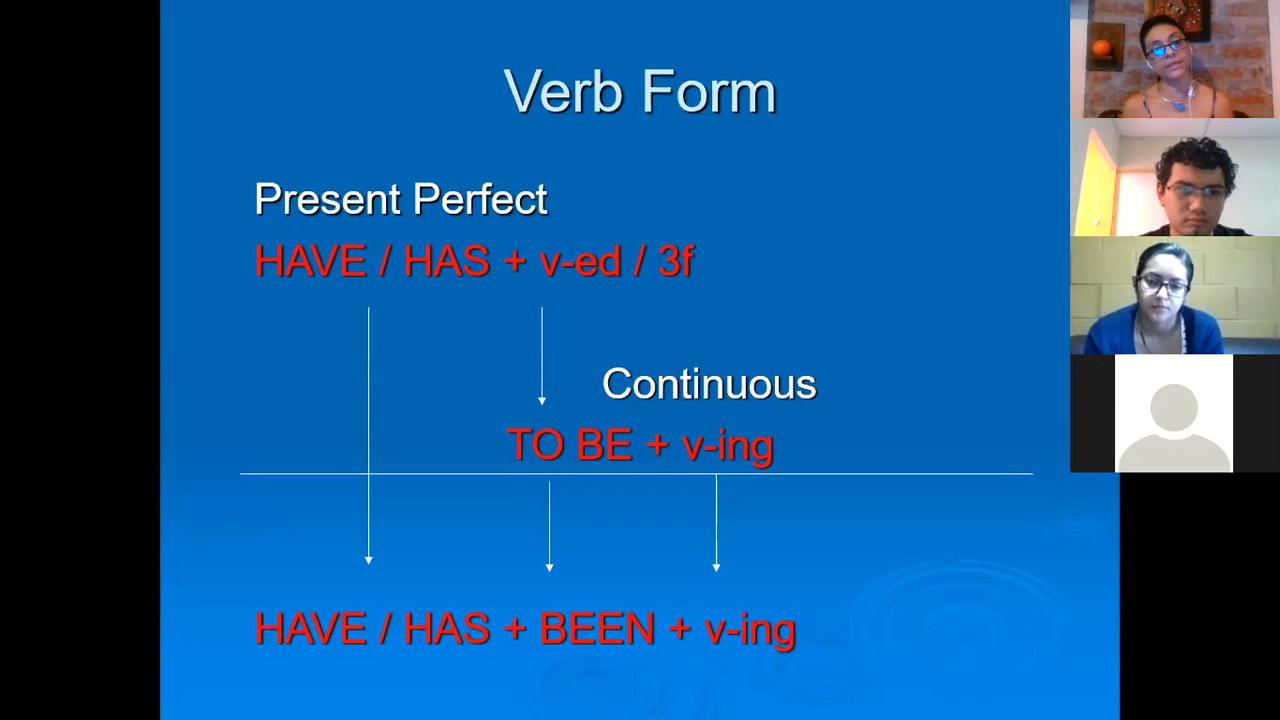 Verb Form
Present Perfect
HAVE / HAS + v-ed / 3f
Continuous
TO BE + v-ing
HAVE / HAS + BEEN + v-ing